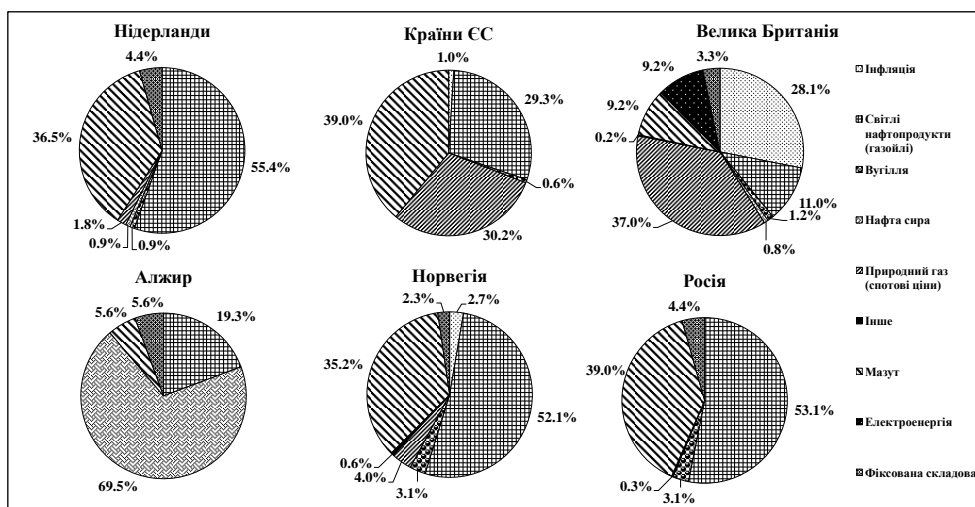 Нідерланди
4.4%
36.5%
55.4%
1.8%
0.9%
0.9%
Країни ЄС
1.0%
29.3%
39.0%
0.6%
30.2%
Велика Британія
3.3%
9.2%
28.1%
9.2%
0.2%
11.0%
37.0%
1.2%
0.8%
Алжир
5.6%
5.6%
19.3%
69.5%
Норвегія
2.3%
2.7%
35.2%
52.1%
0.6%
4.0%
3.1%
Росія
4.4%
39.0%
53.1%
0.3%
3.1%
Інфляція
Світлі
нафтопродукти
(газойлі)
Вугілля
Нафта сира
Природний газ
(спотові ціни)
Інше
Мазут
Електроенергія
Фіксована складова